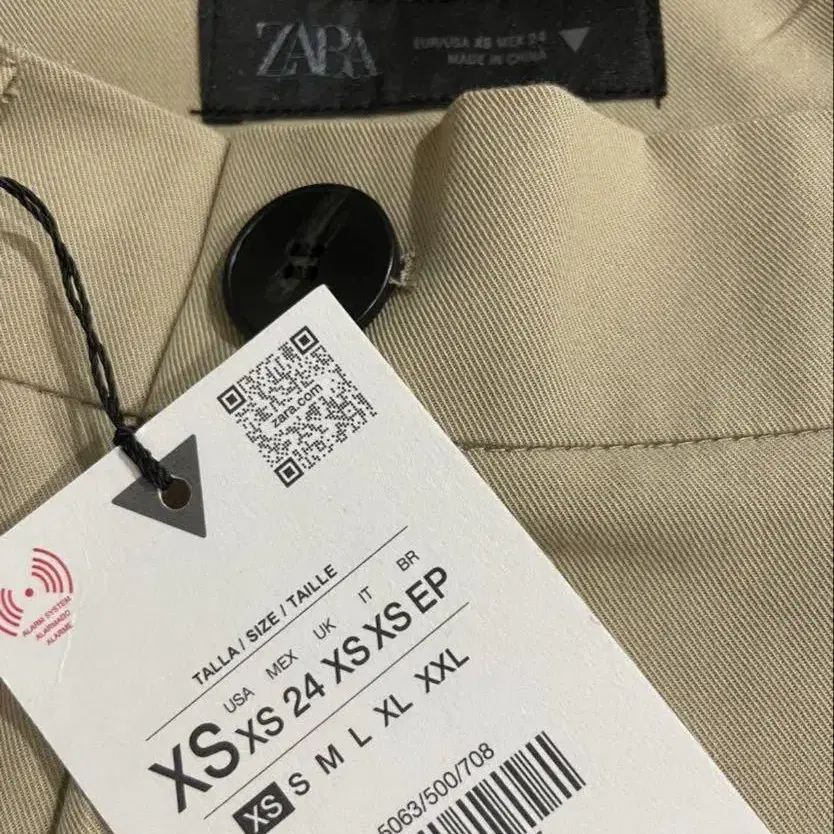 ZARA
EUR/USA XS MEX 24
MADE IN CHINA
zara.com
ALARM SYSTEM
ALARMADO
ALARME
TALLA / SIZE / TAILLE
USA MEX UK IT BR
XS XS 24 XS XS EP
XS S M L XL XXL
5063/500/708